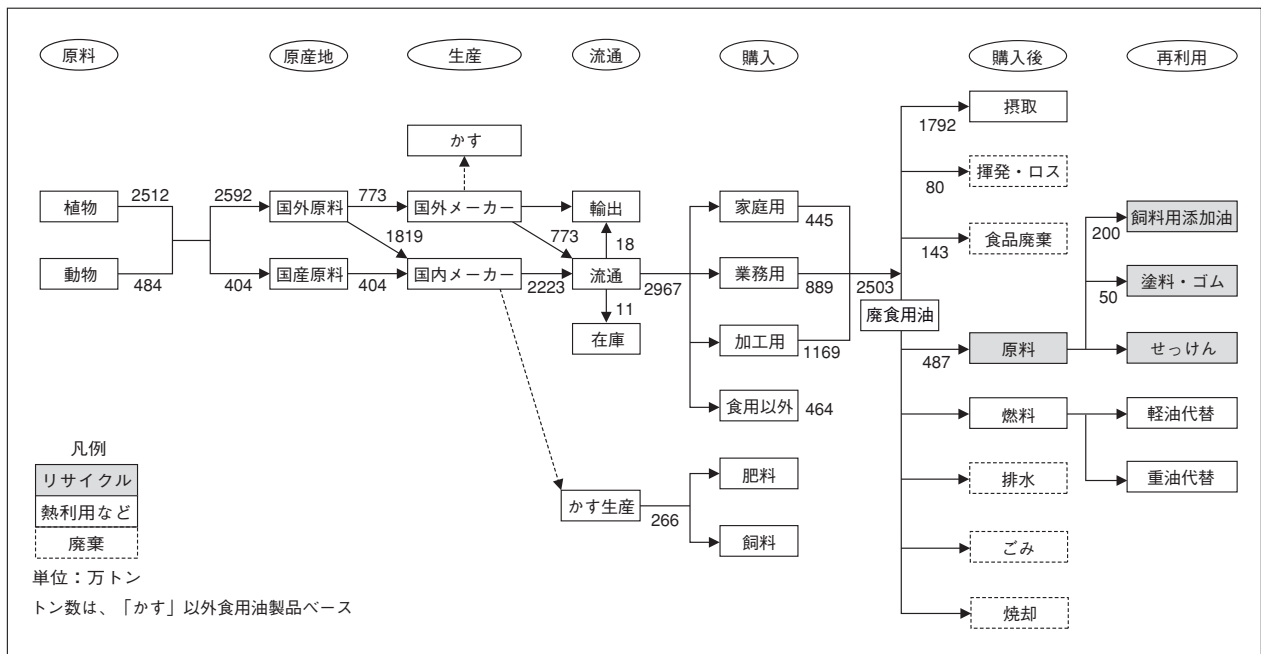 原料
原産地
生産
流通
購入
購入後
再利用
植物
2512
動物
484
2592
404
国外原料
773
1819
国産原料
404
かす
国外メーカー
773
国内メーカー
2223
輸出
18
流通
2967
11
在庫
かす生産
266
家庭用
445
業務用
889
加工用
1169
食用以外
464
肥料
飼料
2503
廃食用油
1792
摂取
80
揮発・ロス
143
食品廃棄
487
原料
燃料
排水
ごみ
焼却
200
飼料用添加油
50
塗料・ゴム
せっけん
軽油代替
重油代替
凡例
リサイクル
熱利用など
廃棄
単位：万トン
トン数は、「かす」以外食用油製品ベース